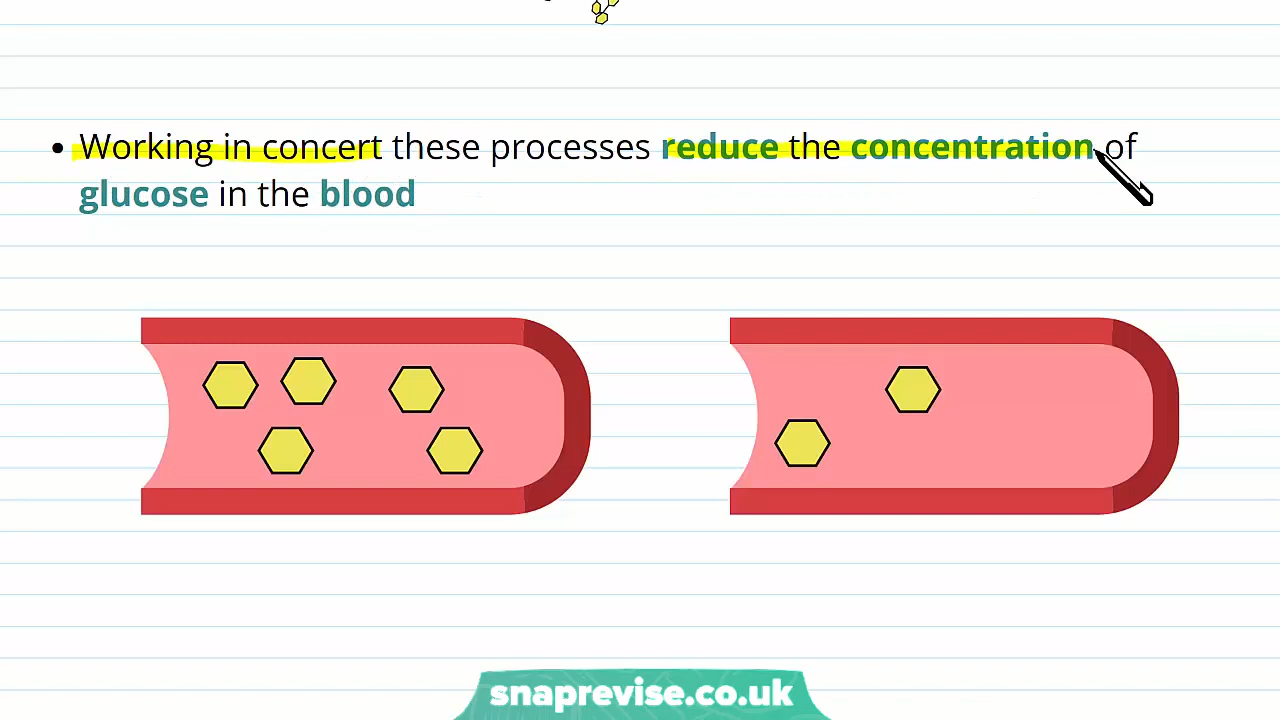 • Working in concert these processes reduce the concentration of
glucose in the blood
snaprevise.co.uk